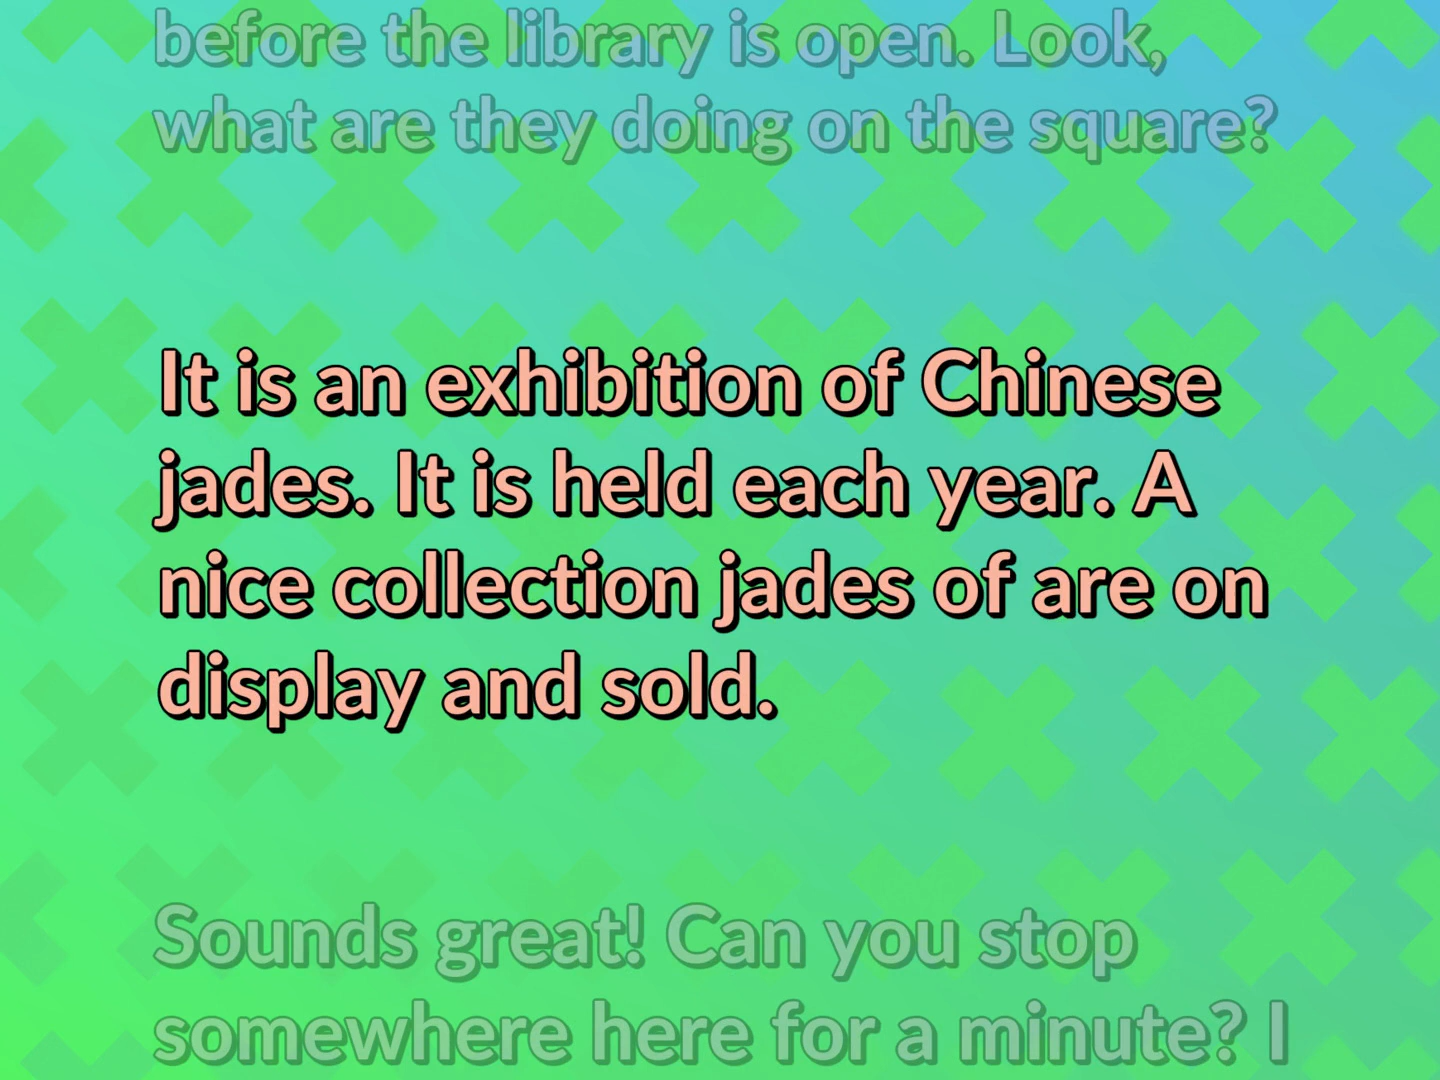 before the library is open. Look,
what are they doing on the square?
It is an exhibition of Chinese
jades. It is held each year. A
nice collection jades of are on
display and sold.
Sounds great! Can you stop
somewhere here for a minute? I